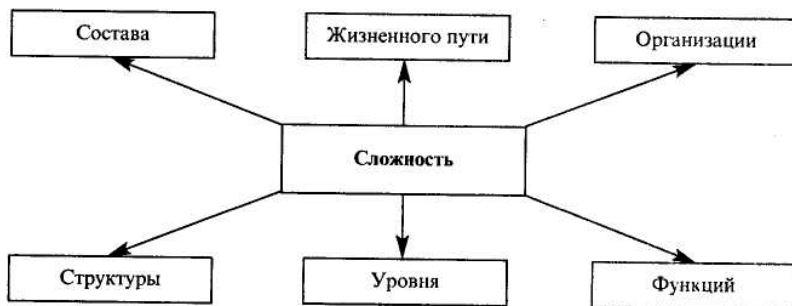 Состава
Жизненного пути
Организации
Сложность
Структуры
Уровня
Функций